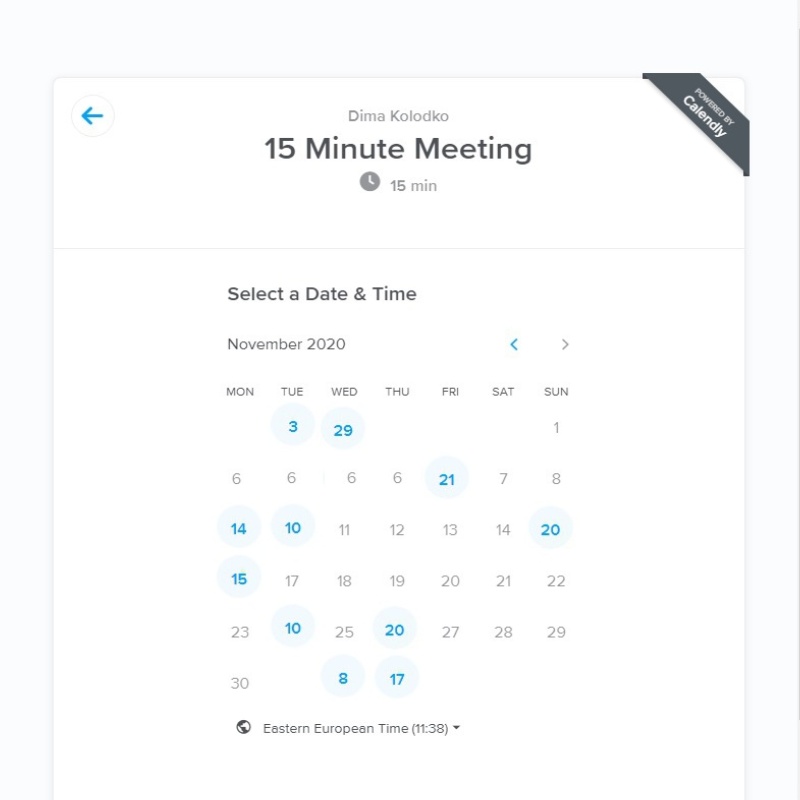 POWERED BY
Calendly
Dima Kolodko
15 Minute Meeting
15 min
Select a Date & Time
November 2020
MON TUE WED THU FRI SAT SUN
3 29 1
6 6 6 6 21 7 8
14 10 11 12 13 14 20
15 17 18 19 20 21 22
23 10 25 20 27 28 29
30 8 17
Eastern European Time (11:38)